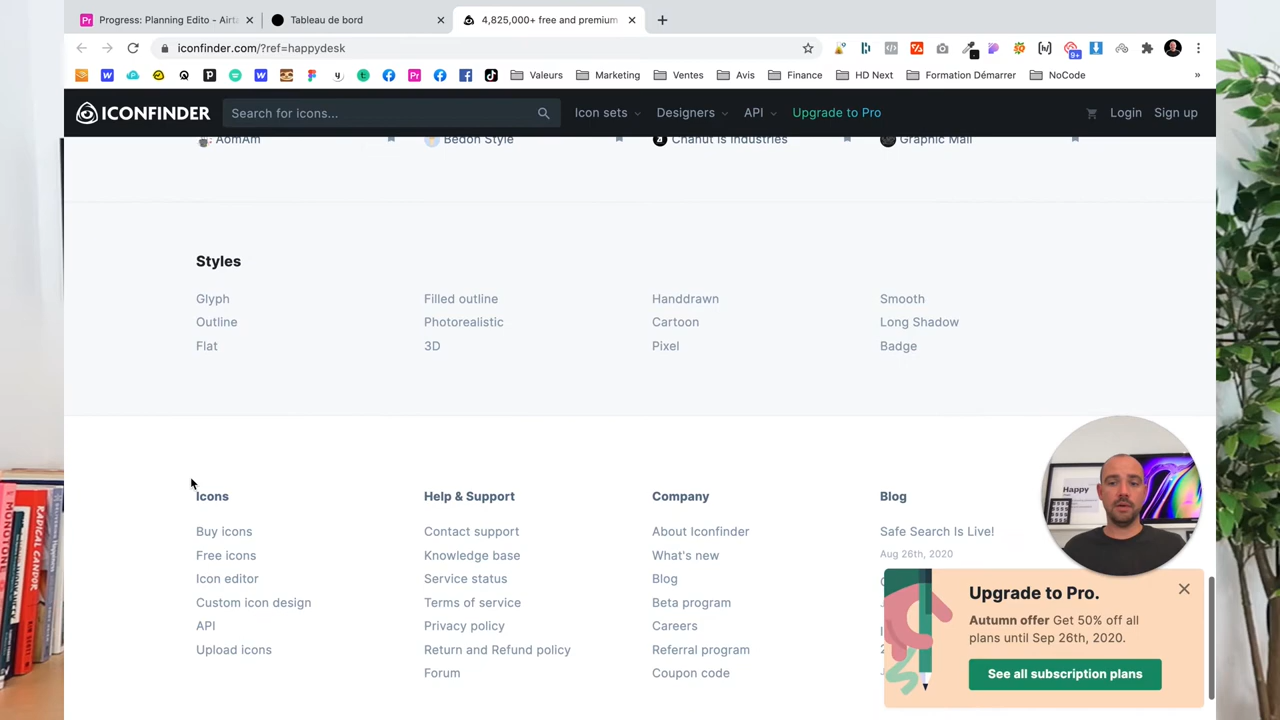 Progress: Planning Edito - Airta
Tableau de bord
4,825,000+ free and premium
iconfinder.com/?ref=happydesk
9+
Valeurs
Marketing
Ventes
Avis
Finance
HD Next
Formation Démarrer
NoCode
»
ICONFINDER
Search for icons...
Icon sets
Designers
API
Upgrade to Pro
Login
Sign up
AomAm
Bedon Style
Chanut is Industries
Graphic Mall
Styles
Glyph
Filled outline
Handdrawn
Smooth
Outline
Photorealistic
Cartoon
Long Shadow
Flat
3D
Pixel
Badge
Icons
Help & Support
Company
Blog
Buy icons
Contact support
About Iconfinder
Safe Search Is Live!
Free icons
Knowledge base
What's new
Aug 26th, 2020
Icon editor
Service status
Blog
Custom icon design
Terms of service
Beta program
API
Privacy policy
Careers
Upload icons
Return and Refund policy
Referral program
Forum
Coupon code
Happy
Upgrade to Pro.
Autumn offer Get 50% off all
plans until Sep 26th, 2020.
See all subscription plans
MONOTONE
RADICAL CANDOR